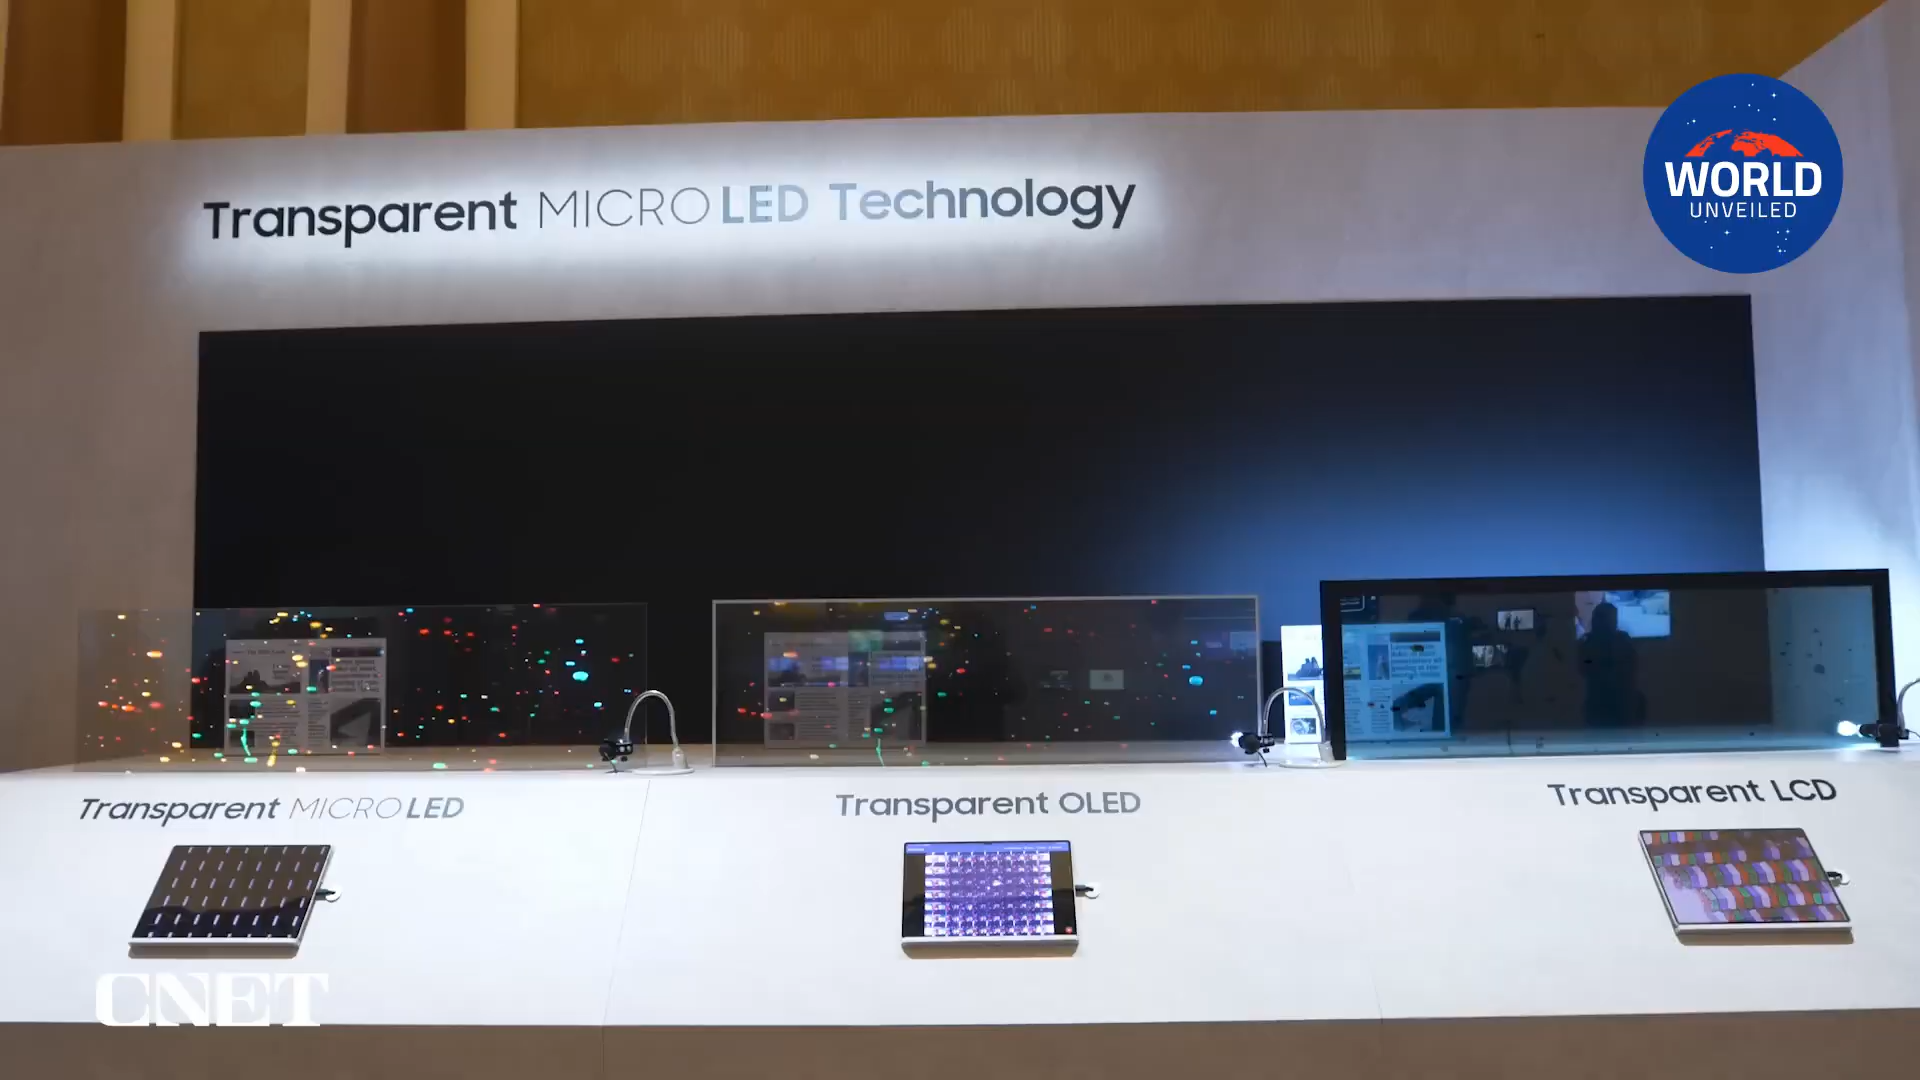 Transparent MICRO LED Technology
WORLD
UNVEILED
Transparent MICRO LED
Transparent OLED
Transparent LCD
CNET